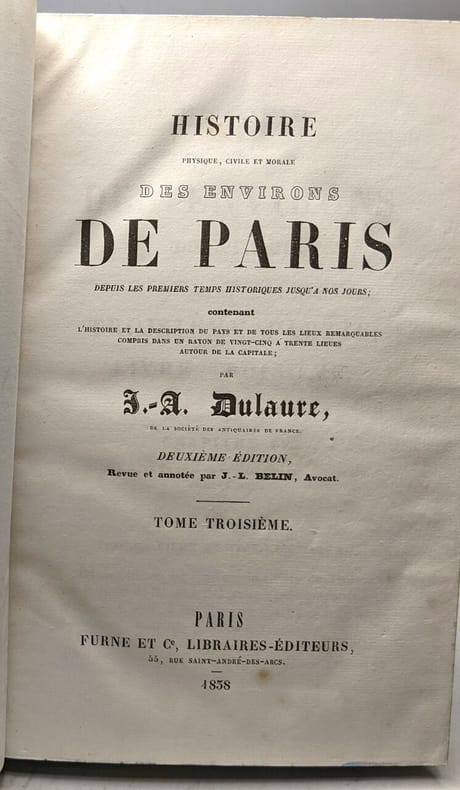 HISTOIRE
PHYSIQUE, CIVILE ET MORALE
DES ENVIRONS
DE PARIS
DEPUIS LES PREMIERS TEMPS HISTORIQUES JUSQU'A NOS JOURS;
contenant
L'HISTOIRE ET LA DESCRIPTION DU PAYS ET DE TOUS LES LIEUX REMARQUABLES
COMPRIS DANS UN RAYON DE VINGT-CINQ A TRENTE LIEUES
AUTOUR DE LA CAPITALE;
PAR
J.-A. Dulaure,
DE LA SOCIÉTÉ DES ANTIQUAIRES DE FRANCE.
DEUXIÈME ÉDITION,
Revue et annotée par J.-L. BELIN, Avocat.
TOME TROISIÈME.
PARIS
FURNE ET Cᵉ, LIBRAIRES-ÉDITEURS,
55, RUE SAINT-ANDRÉ-DES-ARCS.
1838